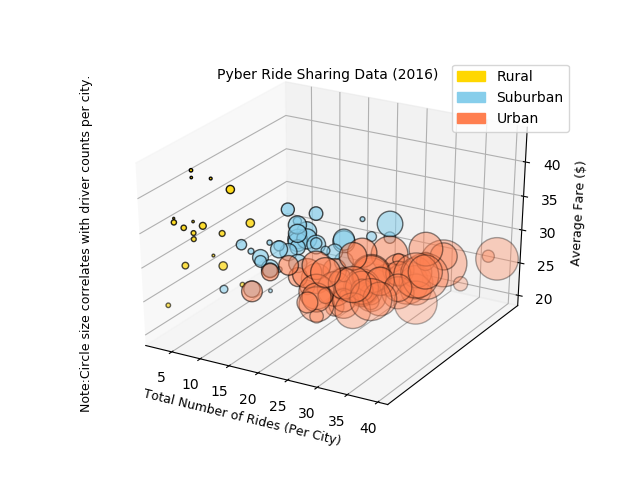 Pyber Ride Sharing Data (2016)
Rural
Suburban
Urban
Note:Circle size correlates with driver counts per city.
40
35
30
25
20
Average Fare ($)
5
10
15
20
25
30
35
40
Total Number of Rides (Per City)